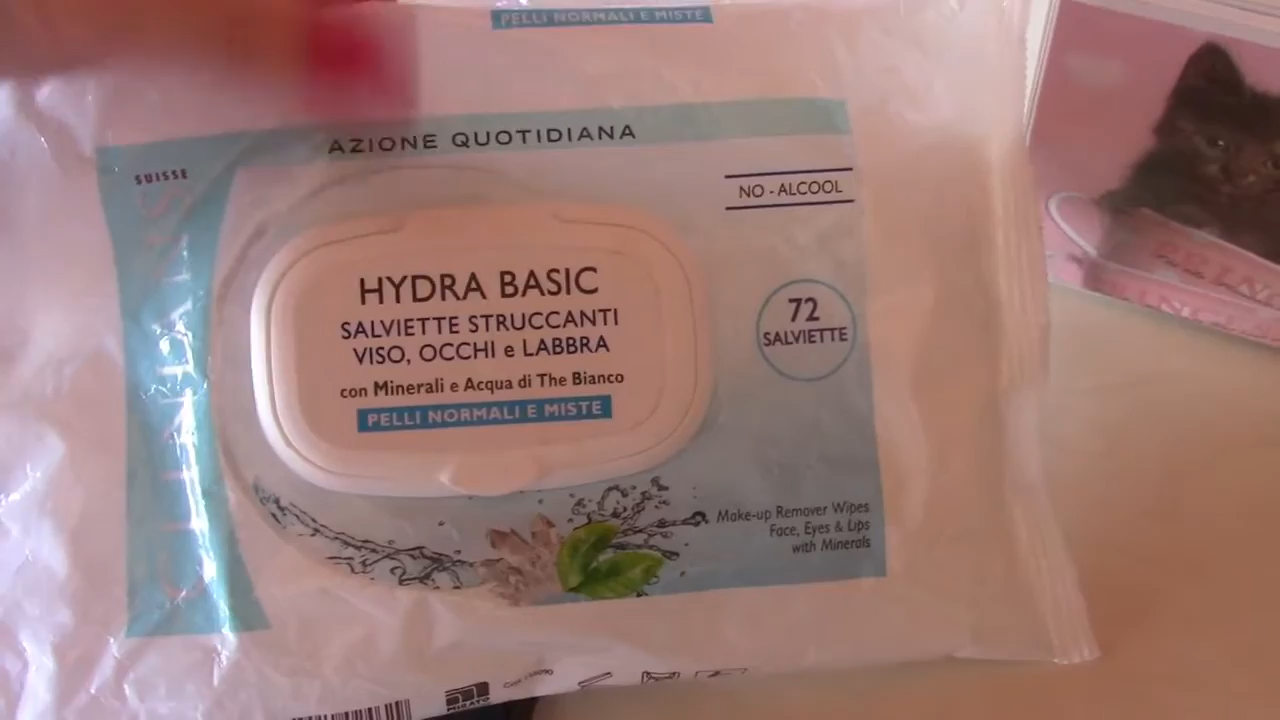 PELLI NORMALI E MISTE
AZIONE QUOTIDIANA
SUISSE
NO - ALCOOL
HYDRA BASIC
SALVIETTE STRUCCANTI
VISO, OCCHI e LABBRA
con Minerali e Acqua di The Bianco
PELLI NORMALI E MISTE
72
SALVIETTE
Make-up Remover Wipes
Face, Eyes & Lips
with Minerals
MIRATO